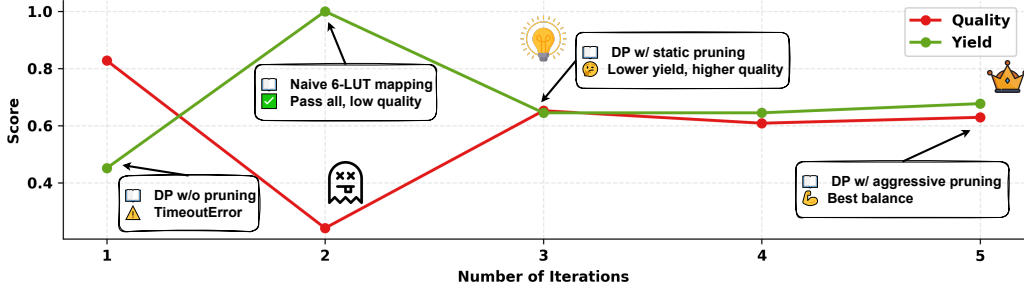 1.0
0.8
0.6
0.4
Score
1
2
3
4
5
Number of Iterations
Quality
Yield
DP w/o pruning
TimeoutError
Naive 6-LUT mapping
Pass all, low quality
DP w/ static pruning
Lower yield, higher quality
DP w/ aggressive pruning
Best balance